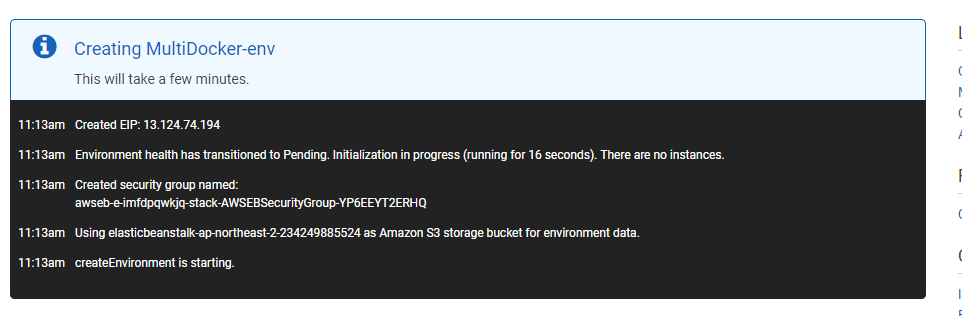 Creating MultiDocker-env
This will take a few minutes.
11:13am Created EIP: 13.124.74.194
11:13am Environment health has transitioned to Pending. Initialization in progress (running for 16 seconds). There are no instances.
11:13am Created security group named:
awseb-e-imfdpqwkjq-stack-AWSEBSecurityGroup-YP6EEYT2ERHQ
11:13am Using elasticbeanstalk-ap-northeast-2-234249885524 as Amazon S3 storage bucket for environment data.
11:13am createEnvironment is starting.